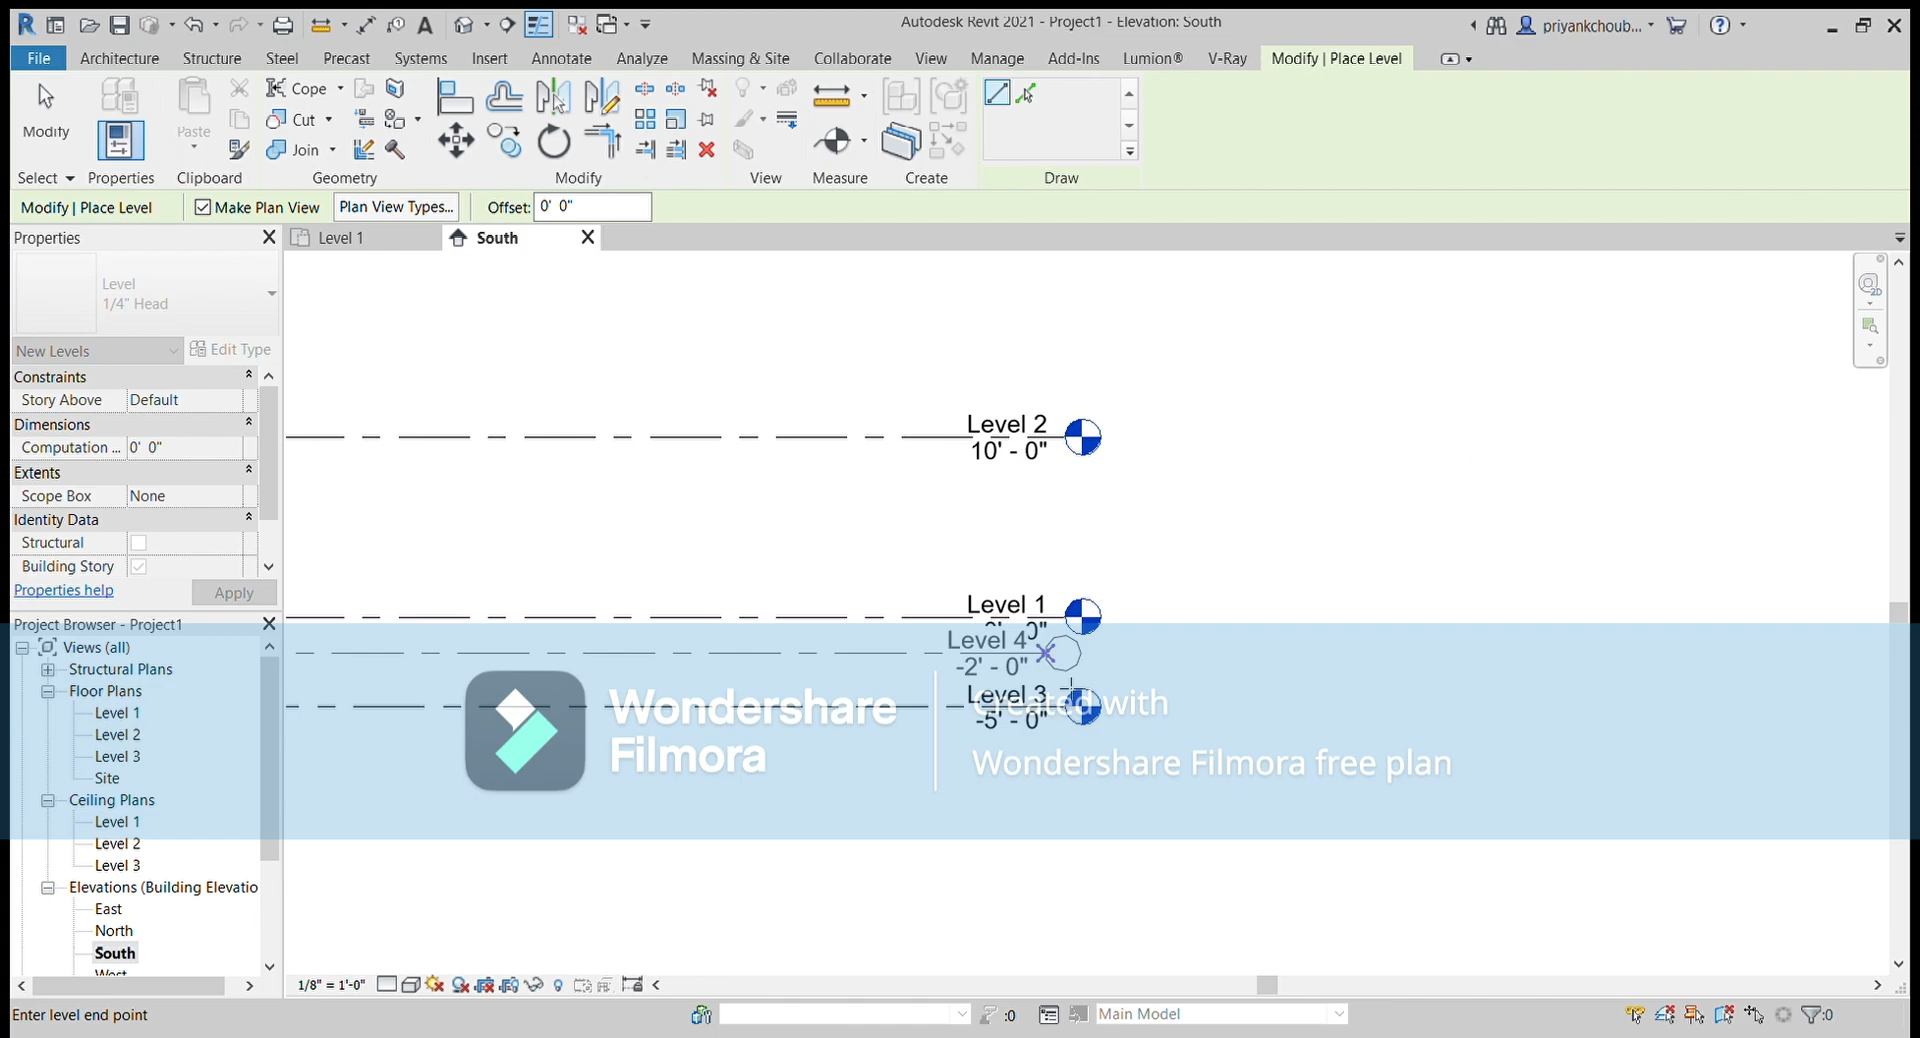 Autodesk Revit 2021 - Project1 - Elevation: South
priyankchoub...
File Architecture Structure Steel Precast Systems Insert Annotate Analyze Massing & Site Collaborate View Manage Add-Ins Lumion® V-Ray Modify | Place Level
Modify
Paste
Cope
Cut
Join
Select Properties Clipboard Geometry Modify View Measure Create Draw
Modify | Place Level Make Plan View Plan View Types... Offset: 0' 0"
Properties
Level 1
South
Level
1/4" Head
New Levels Edit Type
Constraints
Story Above Default
Dimensions
Computation ... 0' 0"
Extents
Scope Box None
Identity Data
Structural
Building Story
Properties help Apply
Project Browser - Project1
Views (all)
Structural Plans
Floor Plans
Level 1
Level 2
Level 3
Site
Ceiling Plans
Level 1
Level 2
Level 3
Elevations (Building Elevatio
East
North
South
West
Level 2
10' - 0"
Level 1
Level 4
-2' - 0"
Level 3
-5' - 0"
Wondershare
Filmora
Created with
Wondershare Filmora free plan
1/8" = 1'-0"
Enter level end point
:0
Main Model
:0